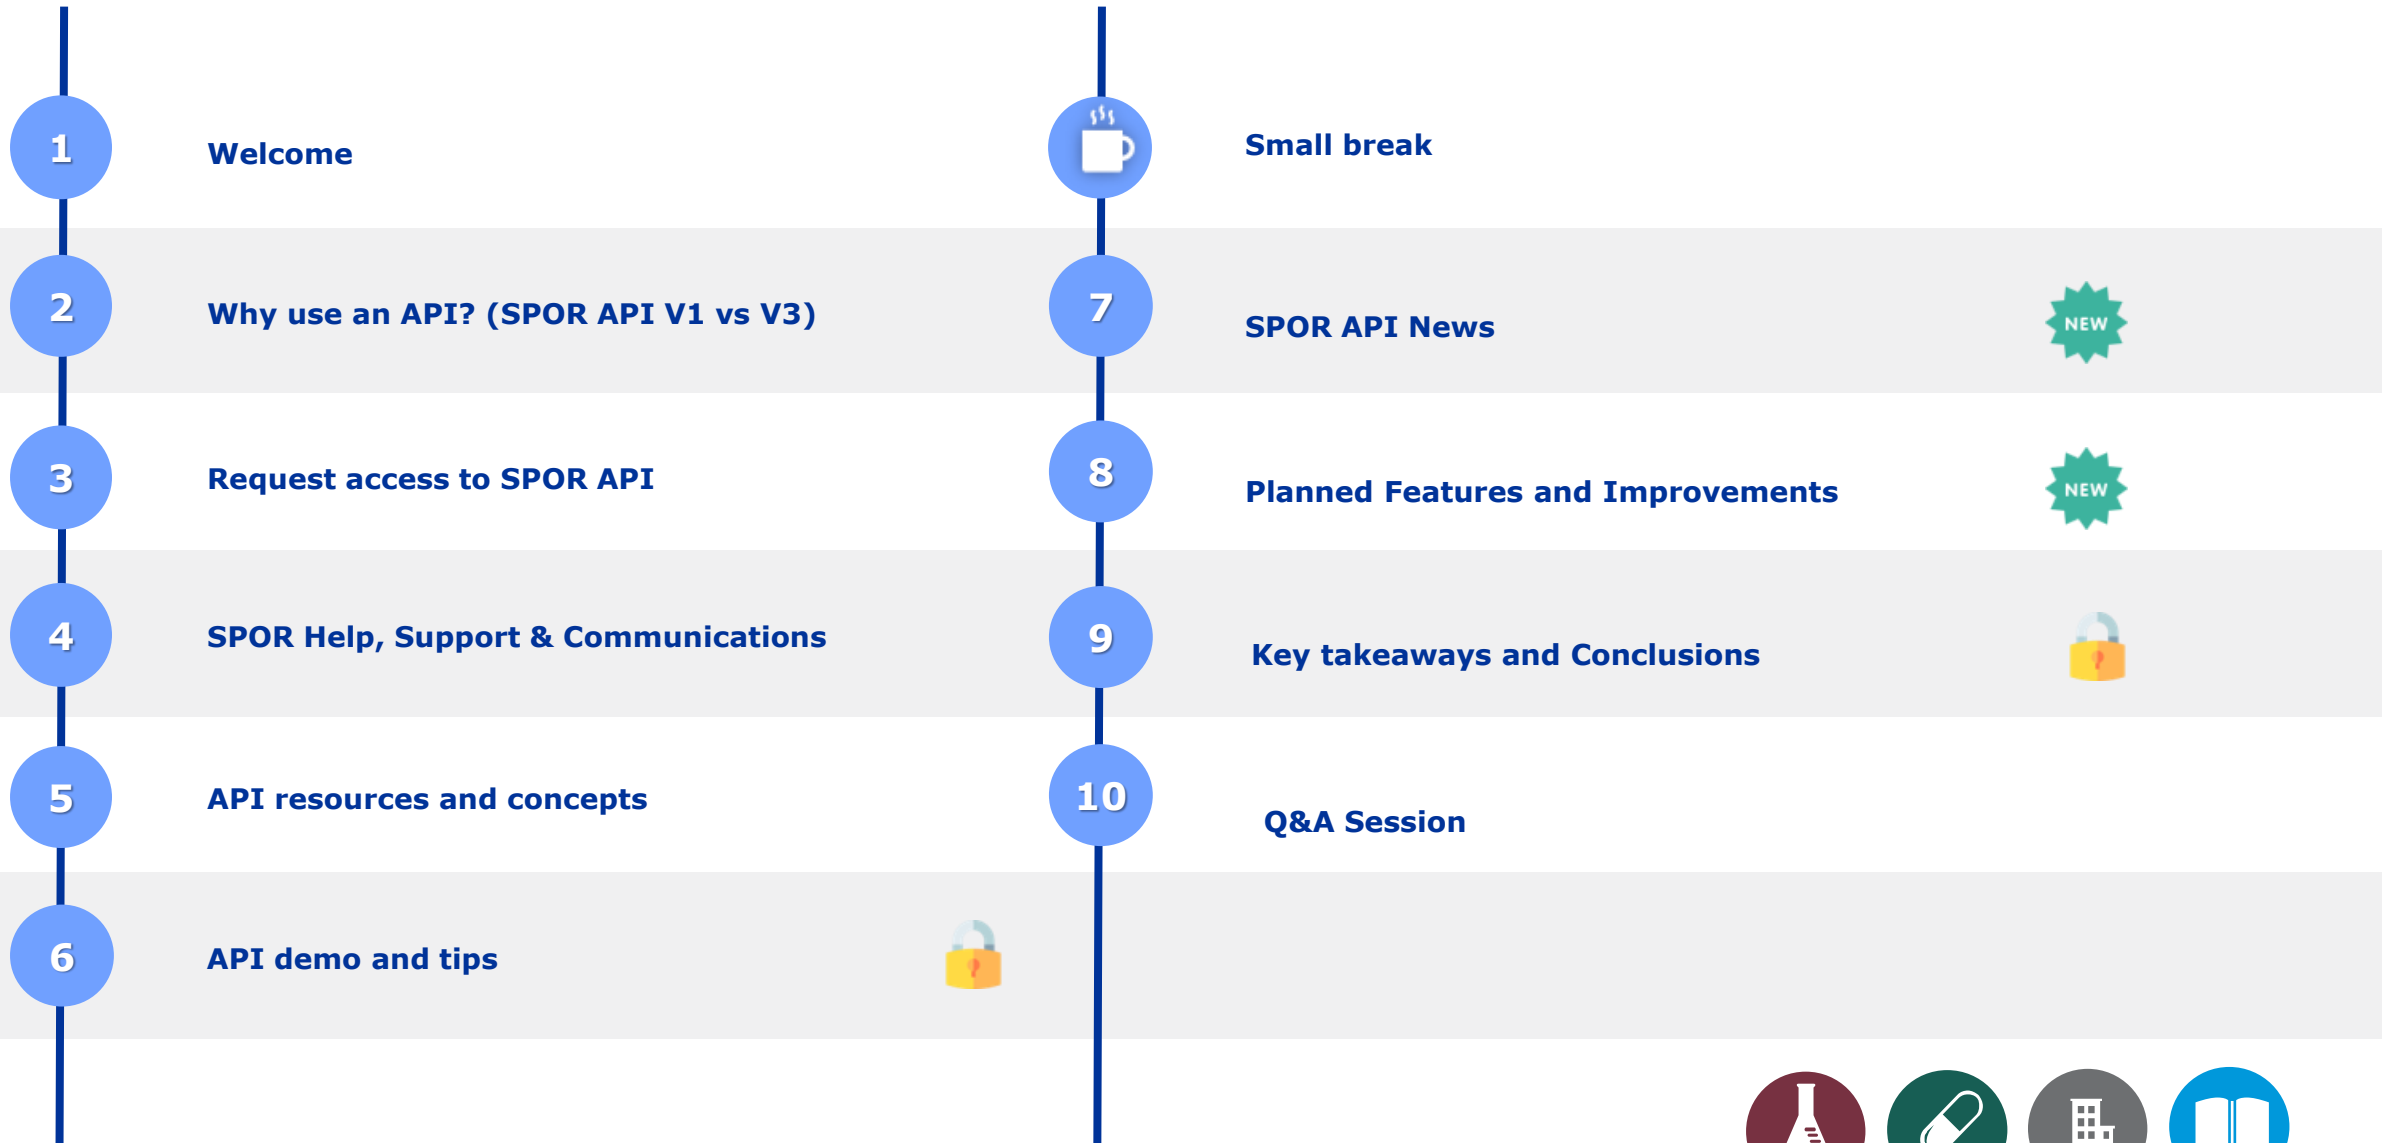 1
Welcome
2
Why use an API? (SPOR API V1 vs V3)
3
Request access to SPOR API
4
SPOR Help, Support & Communications
5
API resources and concepts
6
API demo and tips
Small break
7
SPOR API News
NEW
8
Planned Features and Improvements
NEW
9
Key takeaways and Conclusions
10
Q&A Session